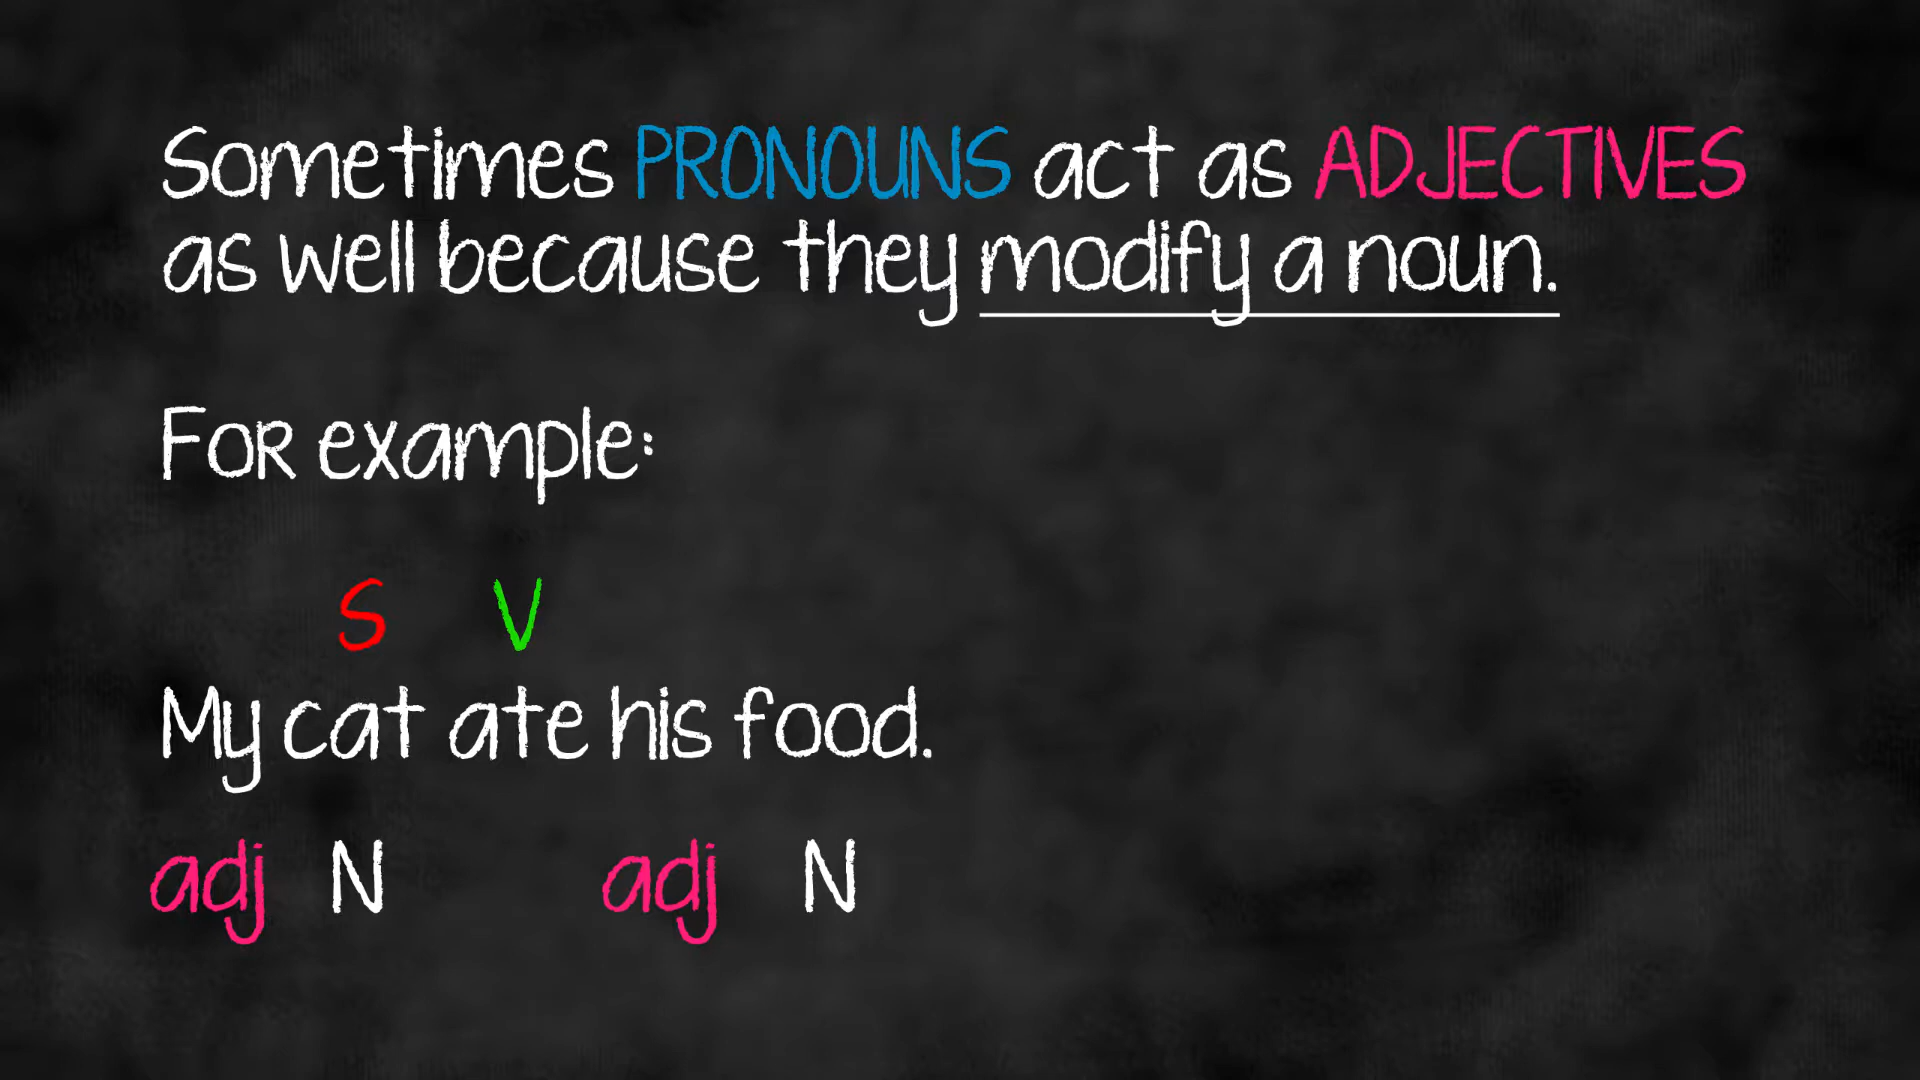 Sometimes PRONOUNS act as ADJECTIVES
as well because they modify a noun.
For example:
S V
My cat ate his food.
adj N adj N